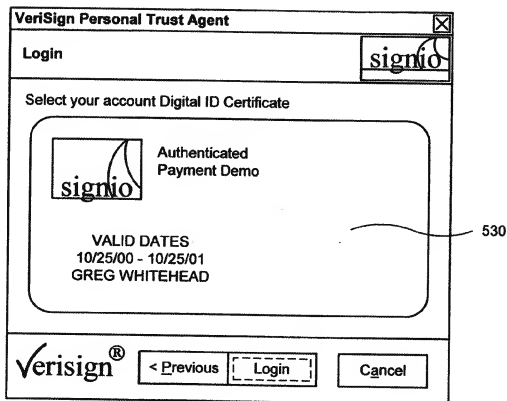 VeriSign Personal Trust Agent
Login
signio
Select your account Digital ID Certificate
signio
Authenticated
Payment Demo
VALID DATES
10/25/00 - 10/25/01
GREG WHITEHEAD
530
Verisign®
< Previous
Login
Cancel